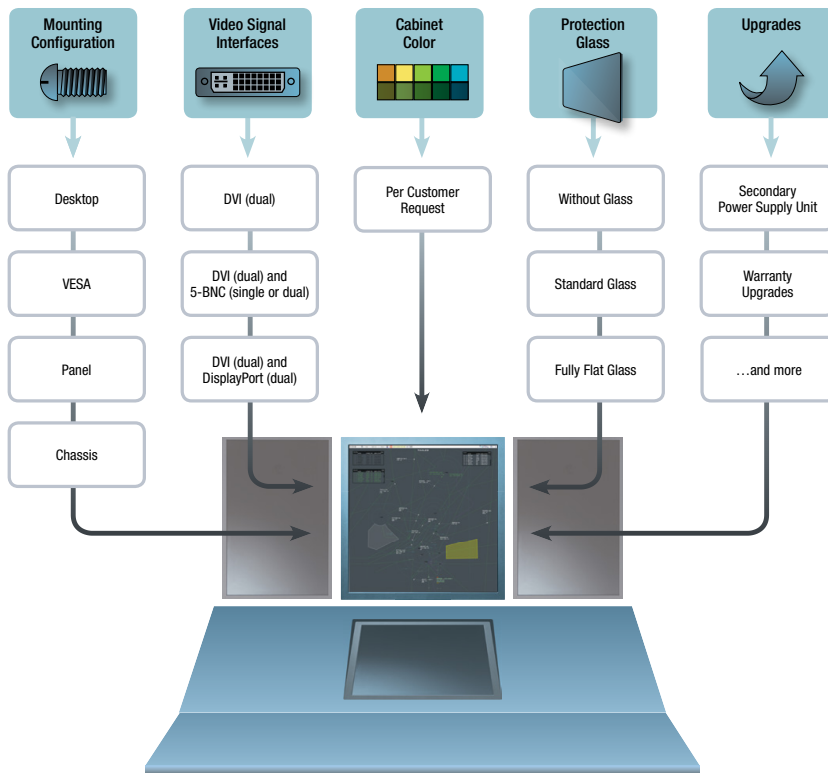 Mounting
Configuration
Video Signal
Interfaces
Cabinet
Color
Protection
Glass
Upgrades
Desktop
DVI (dual)
Per Customer
Request
Without Glass
Secondary
Power Supply Unit
VESA
DVI (dual) and
5-BNC (single or dual)
Standard Glass
Warranty
Upgrades
Panel
DVI (dual) and
DisplayPort (dual)
Fully Flat Glass
…and more
Chassis